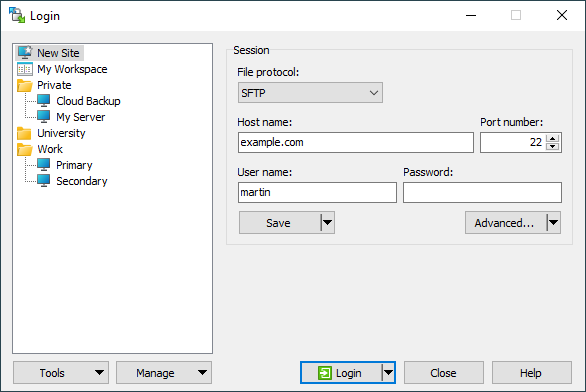 Login
New Site
My Workspace
Private
Cloud Backup
My Server
University
Work
Primary
Secondary
Session
File protocol:
SFTP
Host name:
Port number:
example.com
22
User name:
Password:
martin
Save
Advanced...
Tools
Manage
Login
Close
Help